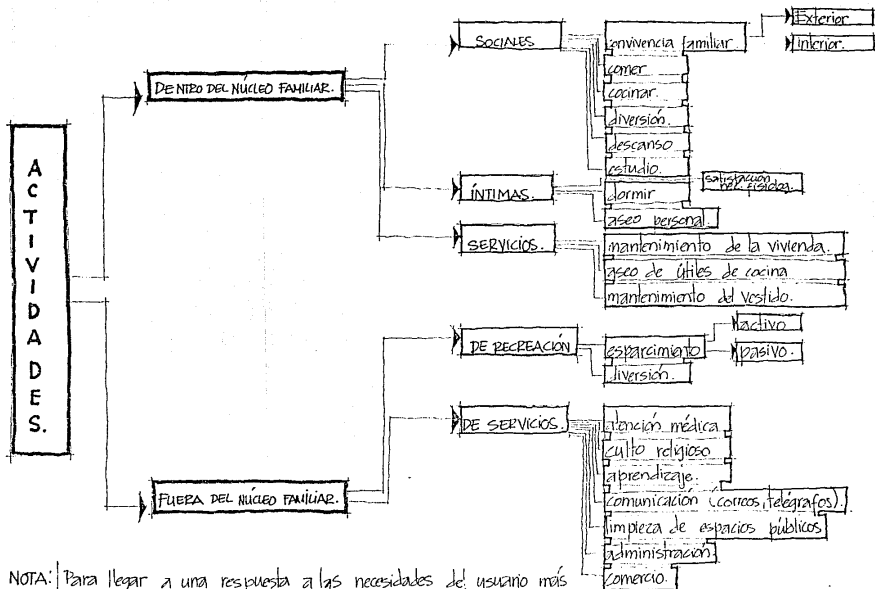 ACTIVIDADES.
DENTRO DEL NÚCLEO FAMILIAR.
SOCIALES
convivencia familiar.
Exterior
Interior.
comer
cocinar.
diversión.
descanso
estudio.
ÍNTIMAS.
satisfacción nec. fisiolog.
dormir
aseo personal.
SERVICIOS.
mantenimiento de la vivienda.
aseo de útiles de cocina
mantenimiento del vestido.
DE RECREACIÓN
esparcimiento
activo
pasivo.
diversión.
FUERA DEL NÚCLEO FAMILIAR.
DE SERVICIOS.
atención médica
culto religioso
aprendizaje.
comunicación (correos, telégrafos).
limpieza de espacios públicos
administración
comercio.
NOTA: Para llegar a una respuesta a las necesidades del usuario más